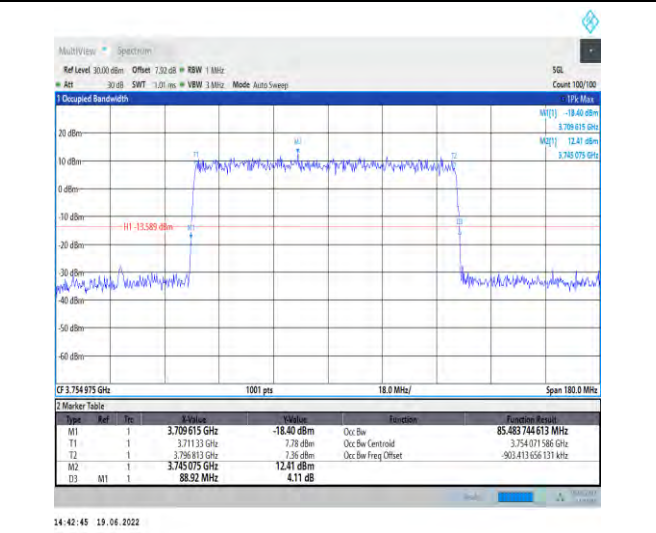 MultiView Spectrum
Ref Level 30.00 dBm Offset 7.92 dB RBW 1 MHz SGL
Att 30 dB SWT 1.01 ms VBW 3 MHz Mode Auto Sweep Count 100/100
1 Occupied Bandwidth 1Pk Max
M1[1] -18.40 dBm
3.709 615 GHz
M2[1] 12.41 dBm
3.745 075 GHz
20 dBm
M2
T1 T2
10 dBm
0 dBm
-10 dBm
H1 -13.589 dBm M1 D3
-20 dBm
-30 dBm
-40 dBm
-50 dBm
-60 dBm
CF 3.754 975 GHz 1001 pts 18.0 MHz/ Span 180.0 MHz
2 Marker Table
Type Ref Trc X-Value Y-Value Function Function Result
M1 1 3.709 615 GHz -18.40 dBm Occ Bw 85.483 744 613 MHz
T1 1 3.711 33 GHz 7.78 dBm Occ Bw Centroid 3.754 071 586 GHz
T2 1 3.796 813 GHz 7.36 dBm Occ Bw Freq Offset -903.413 656 131 kHz
M2 1 3.745 075 GHz 12.41 dBm
D3 M1 1 88.92 MHz 4.11 dB
14:42:45 19.06.2022